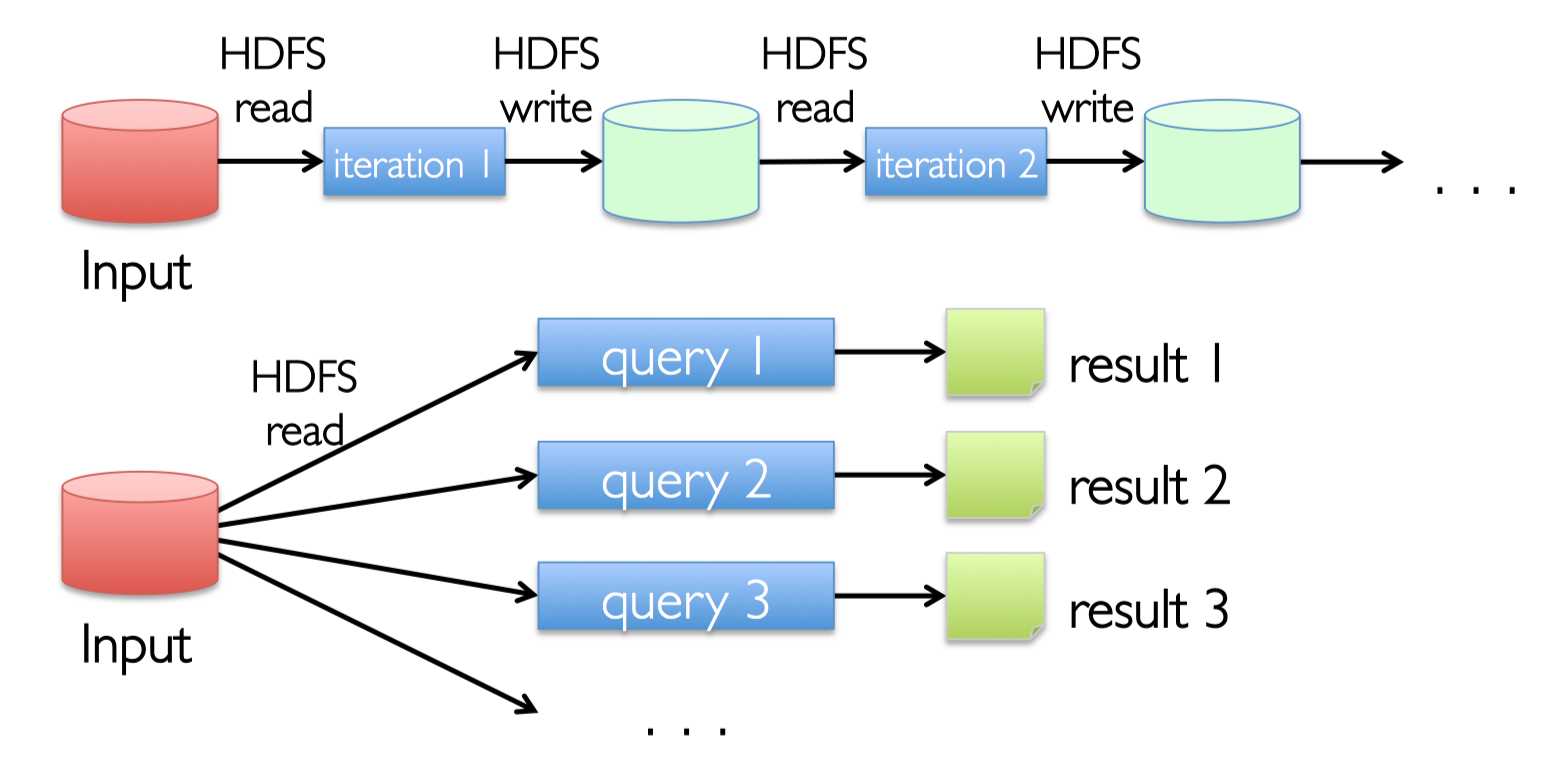 HDFS
read
HDFS
write
HDFS
read
HDFS
write
iteration 1
iteration 2
. . .
Input
query 1
result 1
HDFS
read
query 2
result 2
query 3
result 3
Input
. . .